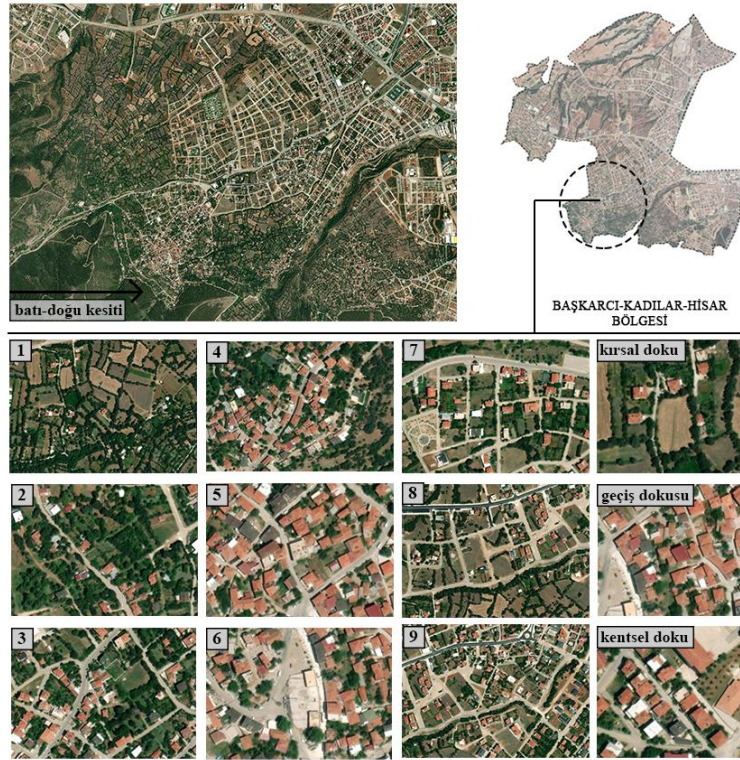 batı-doğu kesiti
BAŞKARCI-KADILAR-HİSAR
BÖLGESİ
1
4
7
kırsal doku
2
5
8
geçiş dokusu
3
6
9
kentsel doku